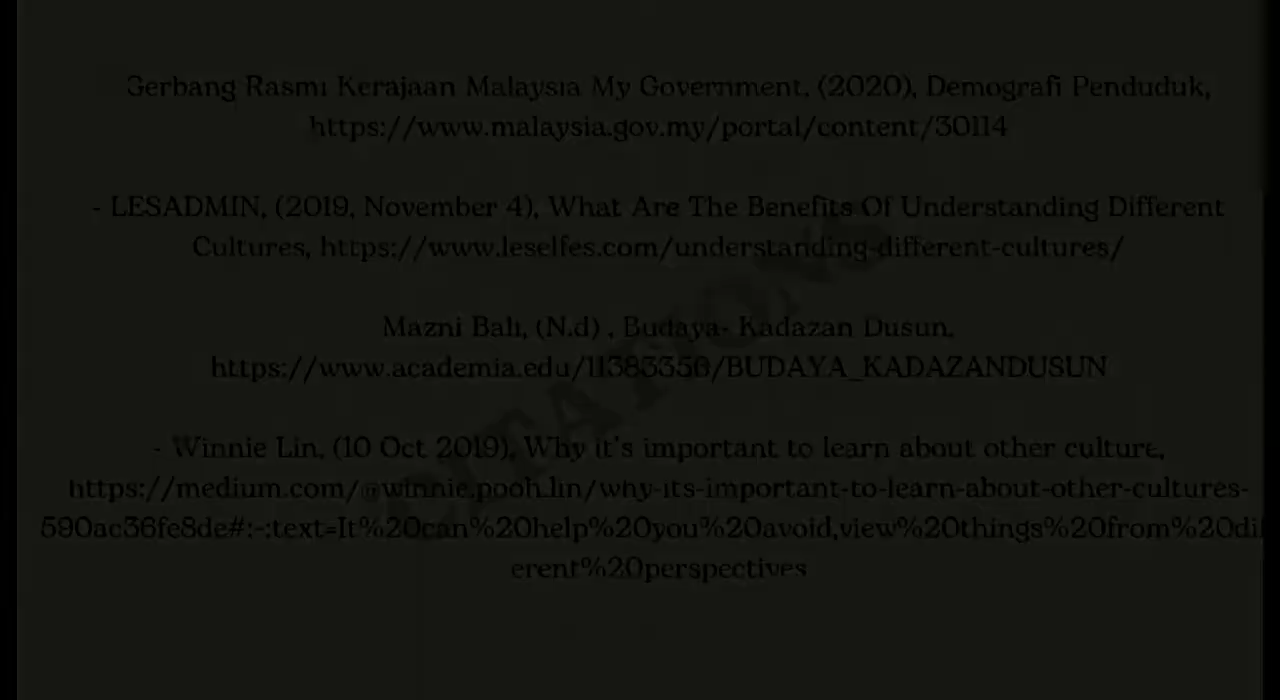 Gerbang Rasmi Kerajaan Malaysia My Government, (2020), Demografi Penduduk,
https://www.malaysia.gov.my/portal/content/30114
- LESADMIN, (2019, November 4), What Are The Benefits Of Understanding Different
Cultures, https://www.leselfes.com/understanding-different-cultures/
Mazni Bali, (N.d) , Budaya- Kadazan Dusun,
https://www.academia.edu/11383356/BUDAYA_KADAZANDUSUN
- Winnie Lin, (10 Oct 2019), Why it's important to learn about other culture,
https://medium.com/@winnie.pooh.lin/why-its-important-to-learn-about-other-cultures-
590ac36fe8de#:~:text=It%20can%20help%20you%20avoid,view%20things%20from%20dif
erent%20perspectives
CITATIONS